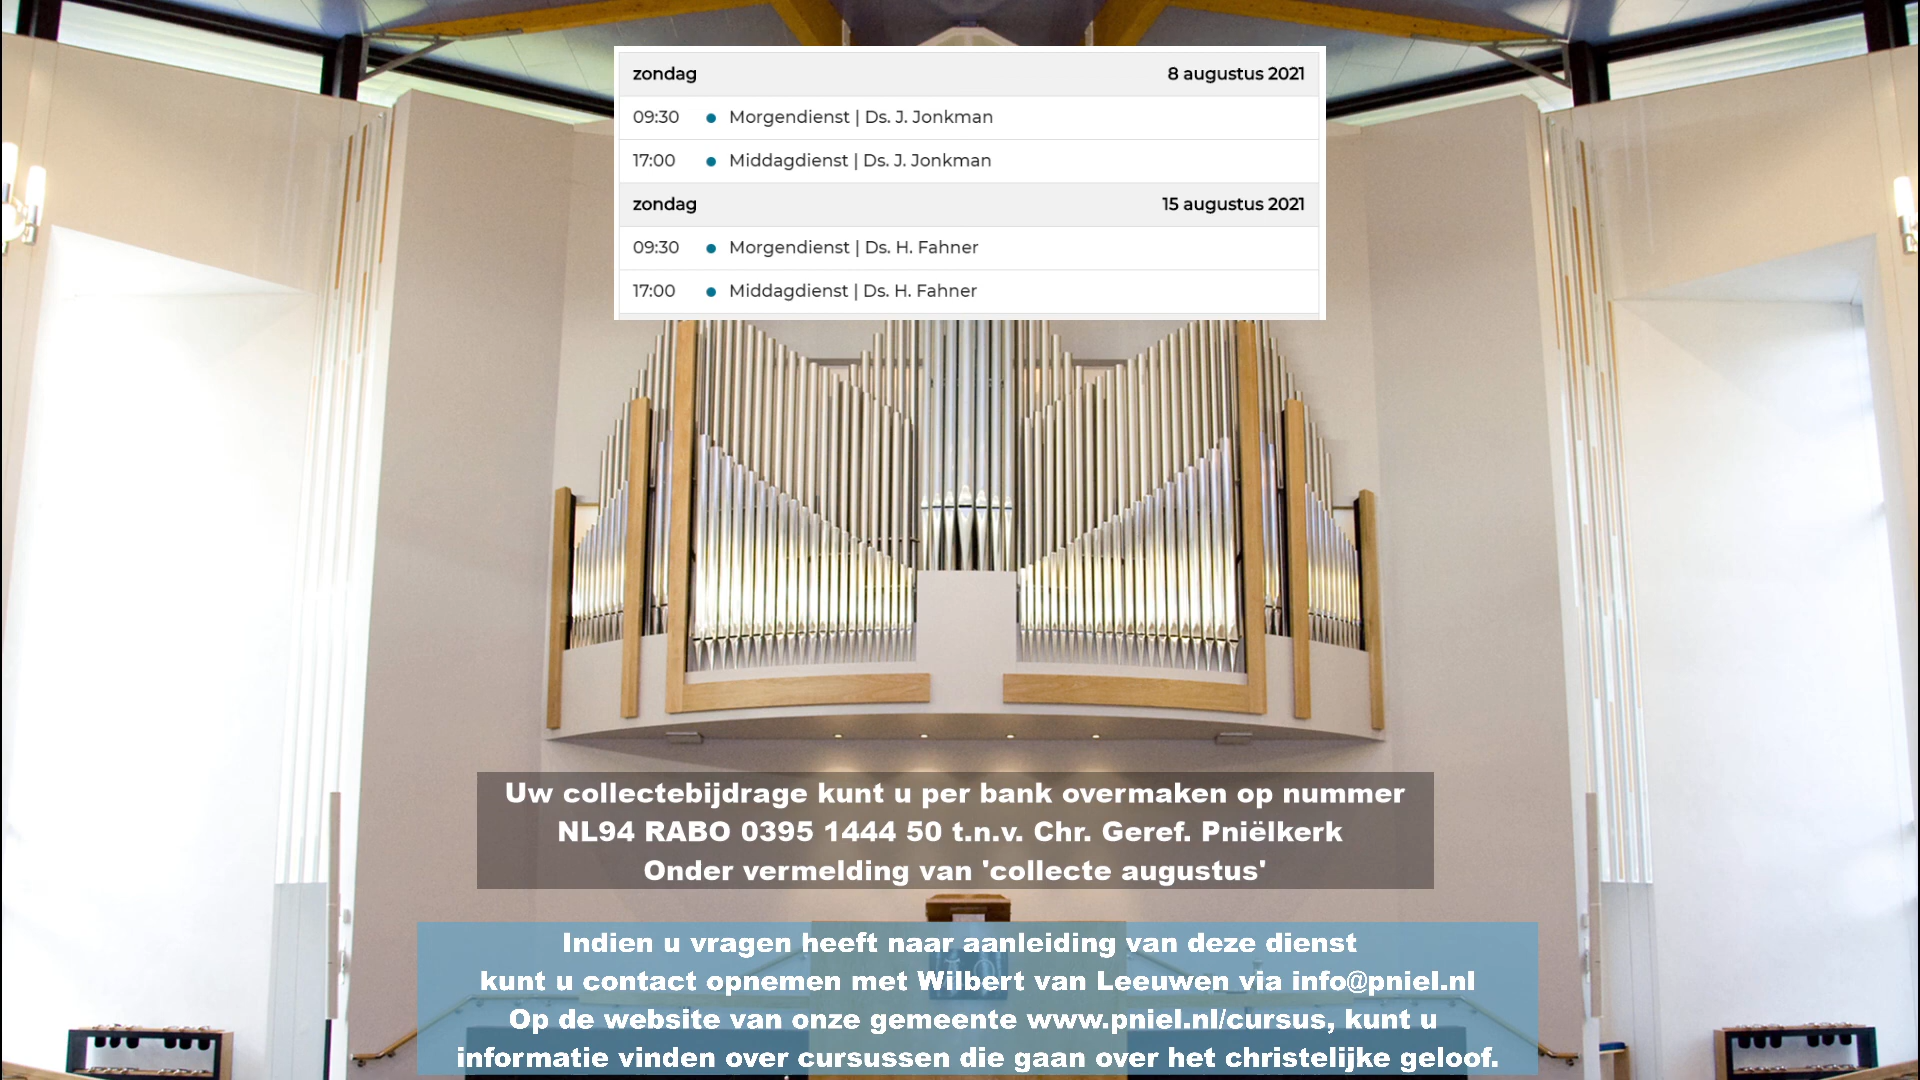 zondag 8 augustus 2021
09:30 Morgendienst | Ds. J. Jonkman
17:00 Middagdienst | Ds. J. Jonkman
zondag 15 augustus 2021
09:30 Morgendienst | Ds. H. Fahner
17:00 Middagdienst | Ds. H. Fahner
Uw collectebijdrage kunt u per bank overmaken op nummer
NL94 RABO 0395 1444 50 t.n.v. Chr. Geref. Pniëlkerk
Onder vermelding van 'collecte augustus'
Indien u vragen heeft naar aanleiding van deze dienst
kunt u contact opnemen met Wilbert van Leeuwen via info@pniel.nl
Op de website van onze gemeente www.pniel.nl/cursus, kunt u
informatie vinden over cursussen die gaan over het christelijke geloof.